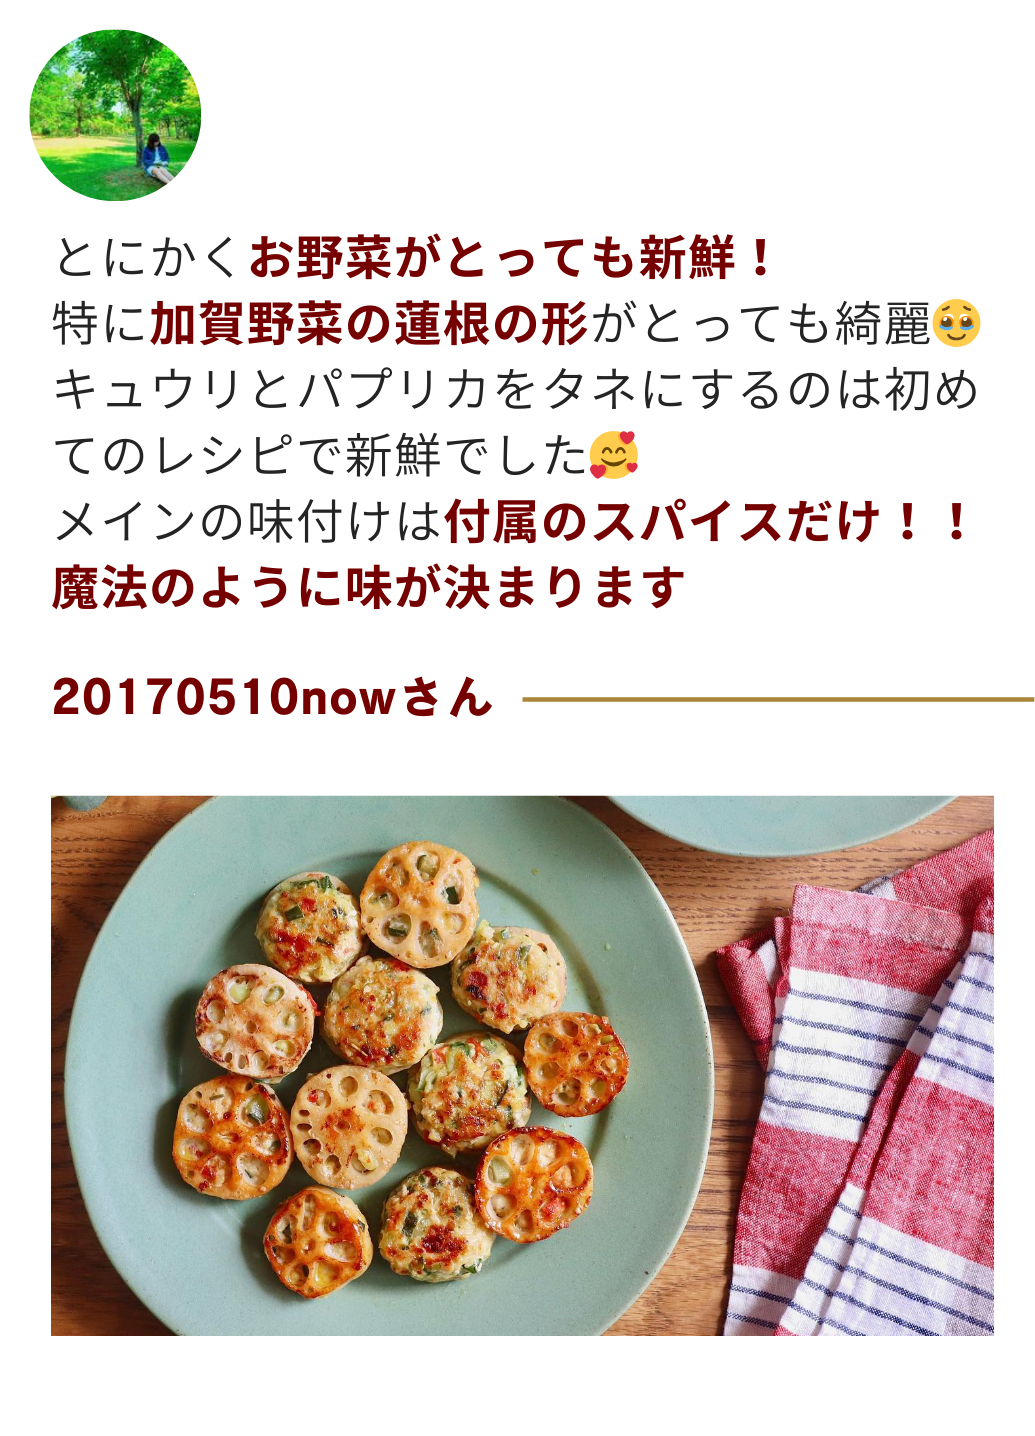 とにかくお野菜がとっても新鮮！
特に加賀野菜の蓮根の形がとっても綺麗🥹
キュウリとパプリカをタネにするのは初め
てのレシピで新鮮でした🥰
メインの味付けは付属のスパイスだけ！！
魔法のように味が決まります
20170510nowさん